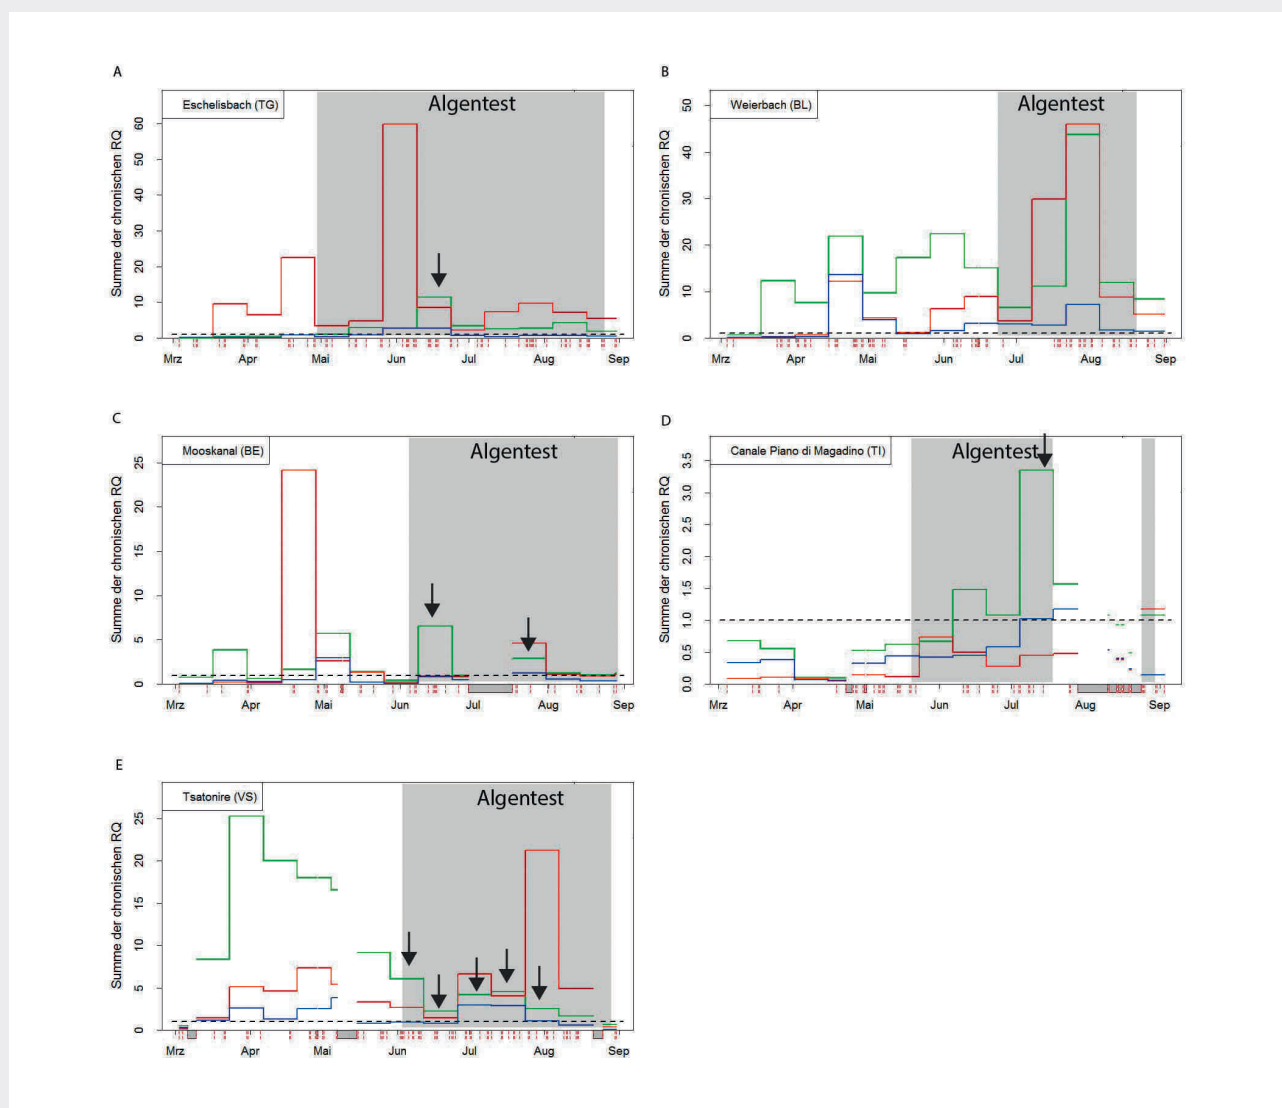 A
Eschelisbach (TG)
Algentest
Summe der chronischen RQ
0 10 20 30 40 50 60
Mrz Apr Mai Jun Jul Aug Sep
B
Weierbach (BL)
Algentest
Summe der chronischen RQ
0 10 20 30 40 50
Mrz Apr Mai Jun Jul Aug Sep
C
Mooskanal (BE)
Algentest
Summe der chronischen RQ
0 5 10 15 20 25
Mrz Apr Mai Jun Jul Aug Sep
D
Canale Piano di Magadino (TI)
Algentest
Summe der chronischen RQ
0.0 0.5 1.0 1.5 2.0 2.5 3.0 3.5
Mrz Apr Mai Jun Jul Aug Sep
E
Tsatonire (VS)
Algentest
Summe der chronischen RQ
0 5 10 15 20 25
Mrz Apr Mai Jun Jul Aug Sep